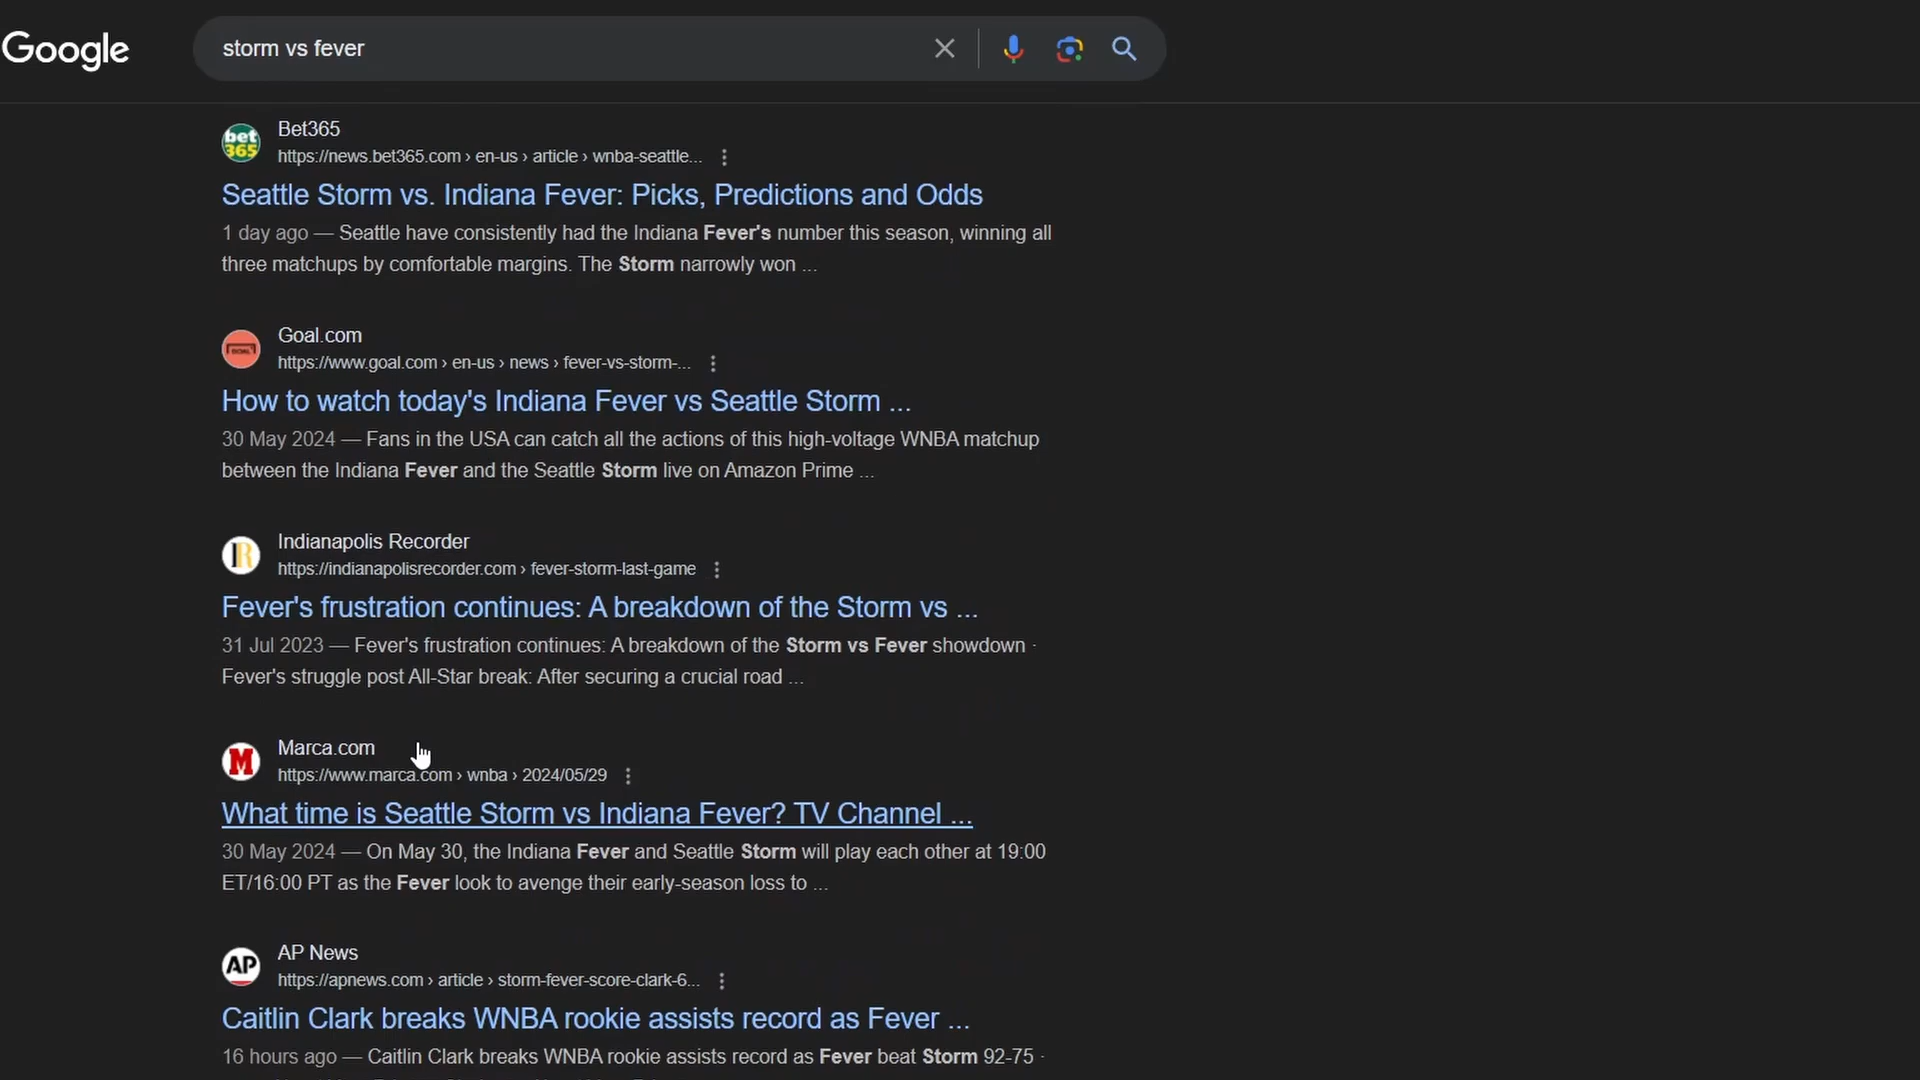 Google
storm vs fever
bet
365
Bet365
https://news.bet365.com › en-us › article › wnba-seattle...
Seattle Storm vs. Indiana Fever: Picks, Predictions and Odds
1 day ago — Seattle have consistently had the Indiana Fever's number this season, winning all
three matchups by comfortable margins. The Storm narrowly won ...
GOAL
Goal.com
https://www.goal.com › en-us › news › fever-vs-storm-...
How to watch today's Indiana Fever vs Seattle Storm ...
30 May 2024 — Fans in the USA can catch all the actions of this high-voltage WNBA matchup
between the Indiana Fever and the Seattle Storm live on Amazon Prime ...
IR
Indianapolis Recorder
https://indianapolisrecorder.com › fever-storm-last-game
Fever's frustration continues: A breakdown of the Storm vs ...
31 Jul 2023 — Fever's frustration continues: A breakdown of the Storm vs Fever showdown ·
Fever's struggle post All-Star break: After securing a crucial road ...
M
Marca.com
https://www.marca.com › wnba › 2024/05/29
What time is Seattle Storm vs Indiana Fever? TV Channel ...
30 May 2024 — On May 30, the Indiana Fever and Seattle Storm will play each other at 19:00
ET/16:00 PT as the Fever look to avenge their early-season loss to ...
AP
AP News
https://apnews.com › article › storm-fever-score-clark-6...
Caitlin Clark breaks WNBA rookie assists record as Fever ...
16 hours ago — Caitlin Clark breaks WNBA rookie assists record as Fever beat Storm 92-75 ·